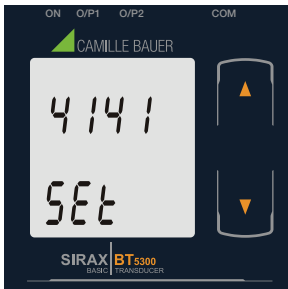 ON O/P1 O/P2 COM
CAMILLE BAUER
4141
SEt
SIRAX BT5300
BASIC TRANSDUCER